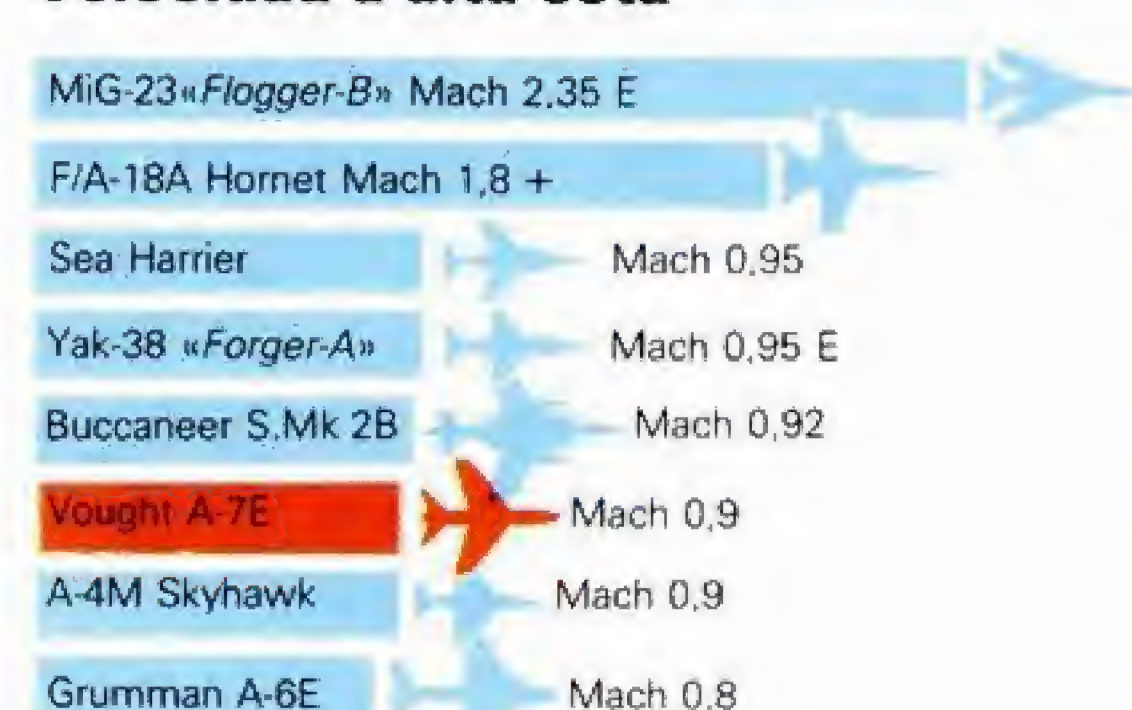 MiG-23 «Flogger-B» Mach 2,35 E
F/A-18A Hornet Mach 1,8 +
Sea Harrier Mach 0,95
Yak-38 «Forger-A» Mach 0,95 E
Buccaneer S.Mk 2B Mach 0,92
Vought A-7E Mach 0,9
A-4M Skyhawk Mach 0,9
Grumman A-6E Mach 0,8